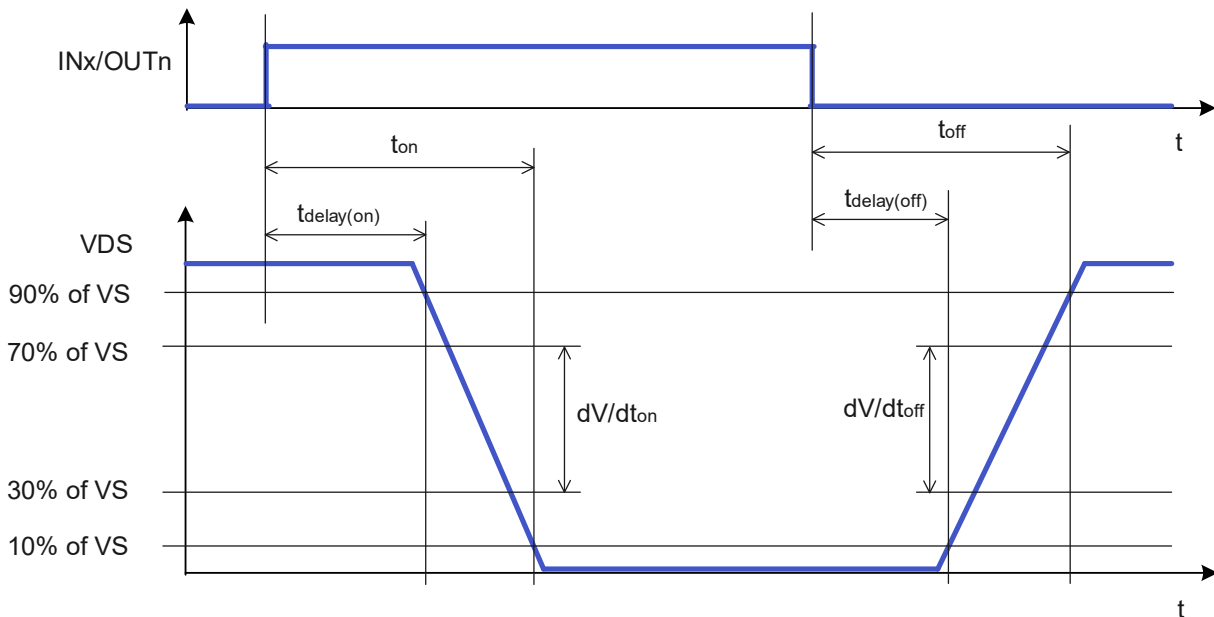 INx/OUTn
t
ton
toff
tdelay(on)
tdelay(off)
VDS
90% of VS
70% of VS
dV/dton
dV/dtoff
30% of VS
10% of VS
t